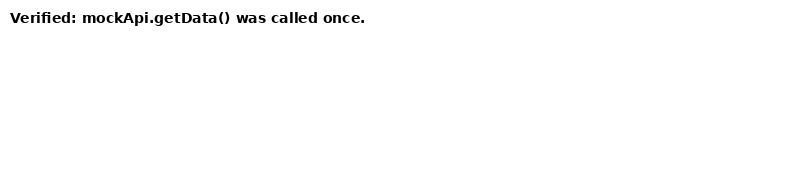 Verified: mockApi.getData() was called once.